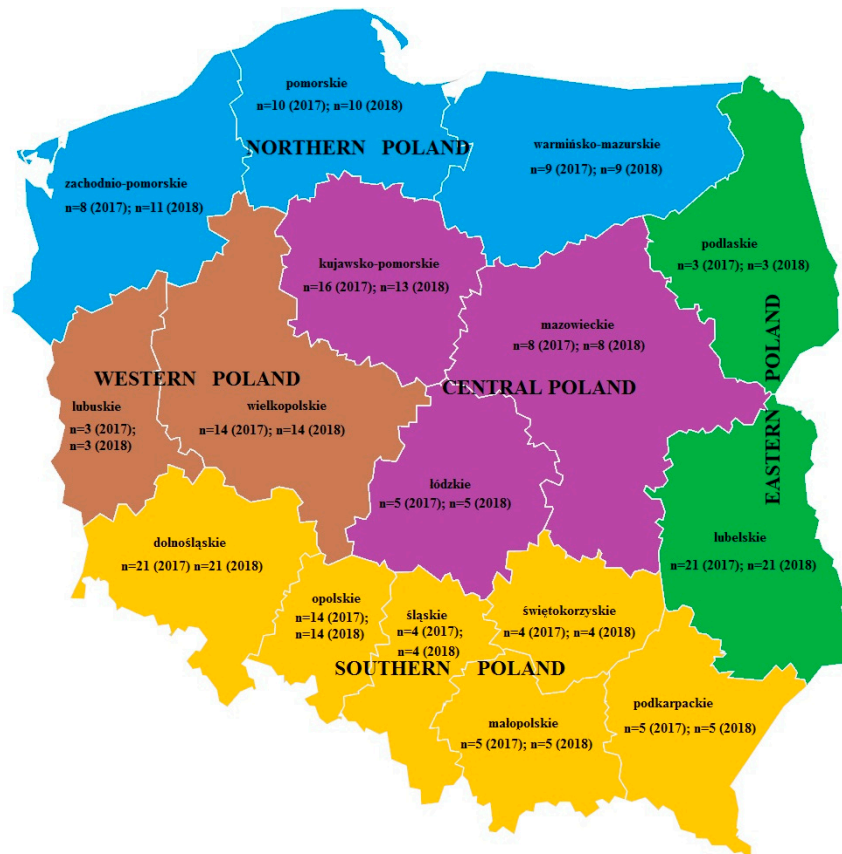 pomorskie
n=10 (2017); n=10 (2018)
NORTHERN POLAND
warmińsko-mazurskie
n=9 (2017); n=9 (2018)
zachodnio-pomorskie
n=8 (2017); n=11 (2018)
podlaskie
n=3 (2017); n=3 (2018)
kujawsko-pomorskie
n=16 (2017); n=13 (2018)
mazowieckie
n=8 (2017); n=8 (2018)
WESTERN POLAND
CENTRAL POLAND
EASTERN POLAND
lubuskie
n=3 (2017);
n=3 (2018)
wielkopolskie
n=14 (2017); n=14 (2018)
łódzkie
n=5 (2017); n=5 (2018)
lubelskie
n=21 (2017); n=21 (2018)
dolnośląskie
n=21 (2017) n=21 (2018)
opolskie
n=14 (2017);
n=14 (2018)
śląskie
n=4 (2017);
n=4 (2018)
świętokorzyskie
n=4 (2017); n=4 (2018)
SOUTHERN POLAND
małopolskie
n=5 (2017); n=5 (2018)
podkarpackie
n=5 (2017); n=5 (2018)